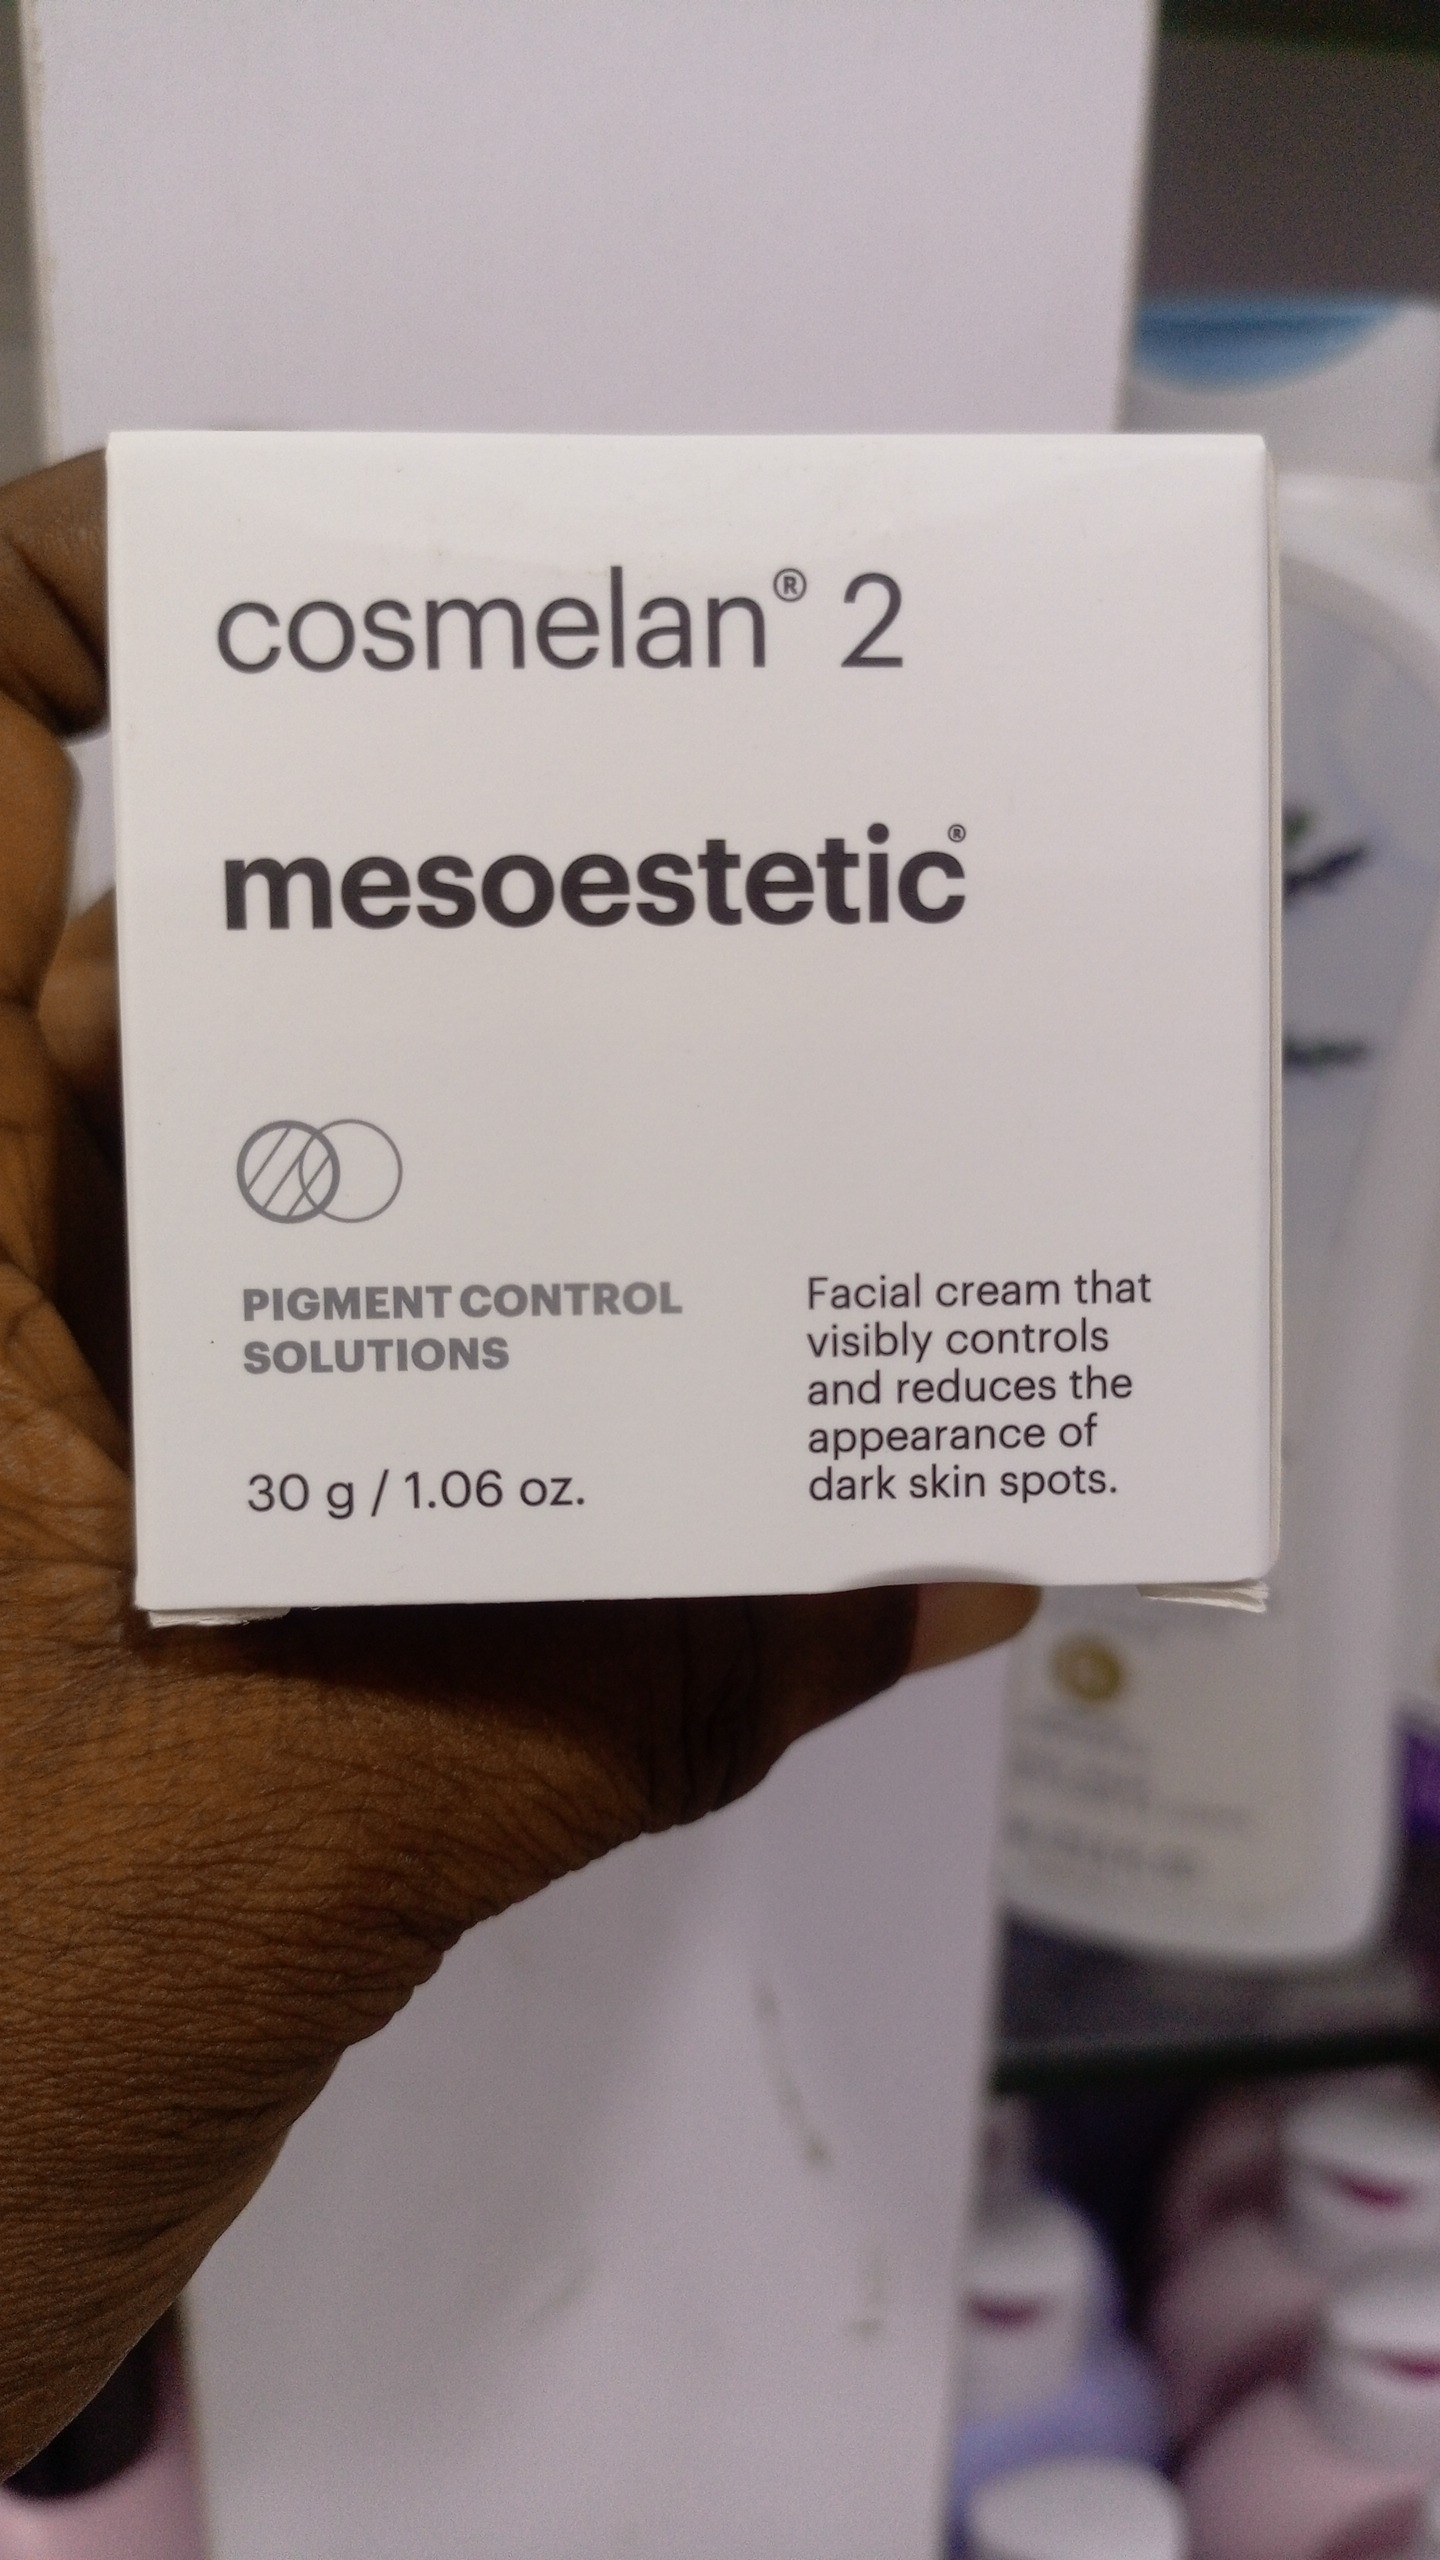 cosmelan® 2
mesoestetic®
PIGMENT CONTROL
SOLUTIONS
30 g / 1.06 oz.
Facial cream that
visibly controls
and reduces the
appearance of
dark skin spots.